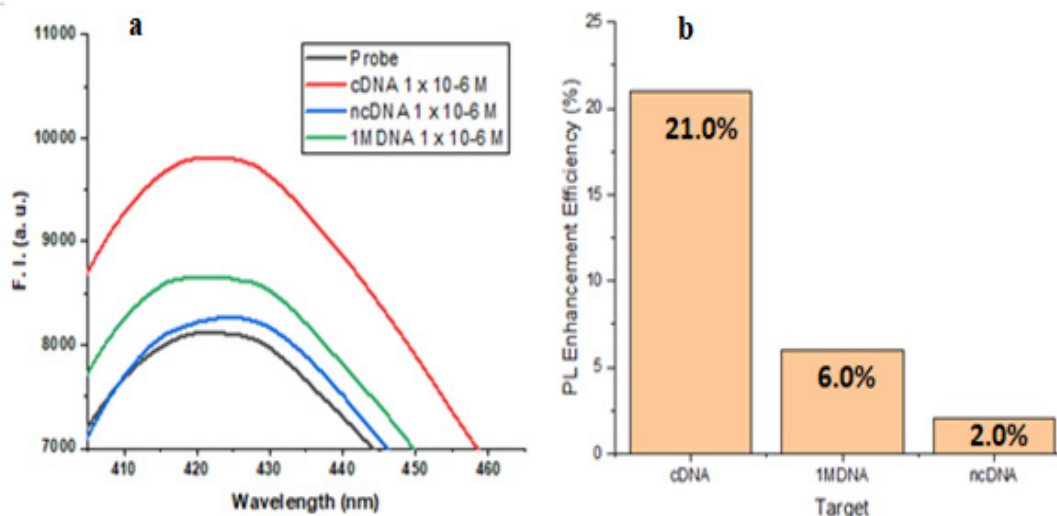 a
11000
10000
9000
8000
7000
F. I. (a. u.)
Probe
cDNA 1 x 10-6 M
ncDNA 1 x 10-6 M
1MDNA 1 x 10-6 M
410 420 430 440 450 460
Wavelength (nm)
b
25
20
15
10
5
0
PL Enhancement Efficiency (%)
21.0%
6.0%
2.0%
cDNA 1MDNA ncDNA
Target